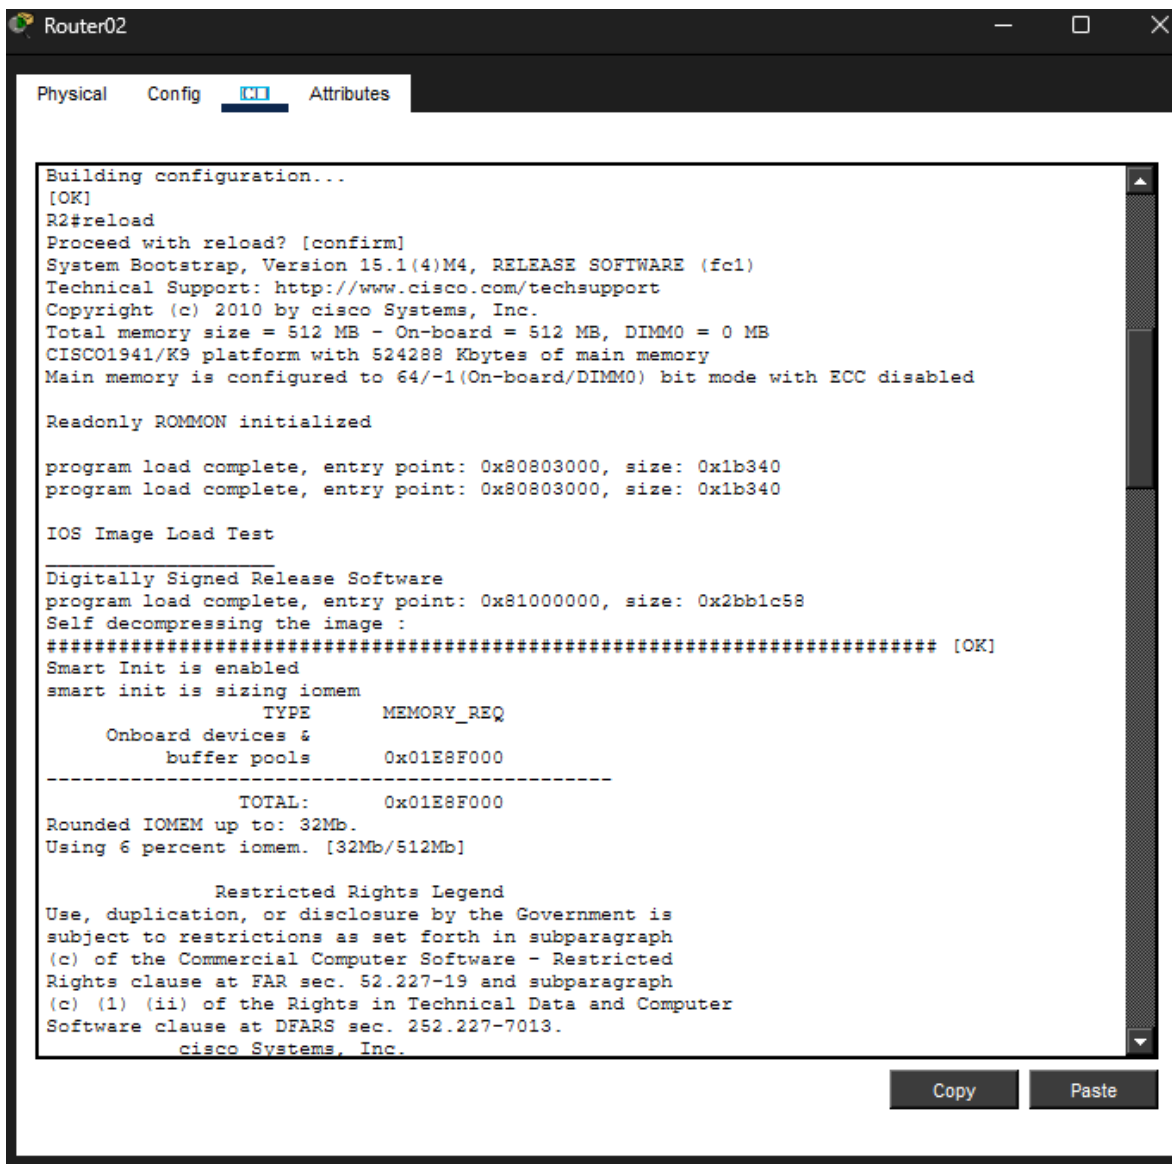 Router02
Physical Config CLI Attributes
Building configuration...
[OK]
R2#reload
Proceed with reload? [confirm]
System Bootstrap, Version 15.1(4)M4, RELEASE SOFTWARE (fc1)
Technical Support: http://www.cisco.com/techsupport
Copyright (c) 2010 by cisco Systems, Inc.
Total memory size = 512 MB - On-board = 512 MB, DIMM0 = 0 MB
CISCO1941/K9 platform with 524288 Kbytes of main memory
Main memory is configured to 64/-1(On-board/DIMM0) bit mode with ECC disabled
Readonly ROMMON initialized
program load complete, entry point: 0x80803000, size: 0x1b340
program load complete, entry point: 0x80803000, size: 0x1b340
IOS Image Load Test
___________________
Digitally Signed Release Software
program load complete, entry point: 0x81000000, size: 0x2bb1c58
Self decompressing the image :
########################################################################## [OK]
Smart Init is enabled
smart init is sizing iomem
TYPE MEMORY_REQ
Onboard devices &
buffer pools 0x01E8F000
-----------------------------------------------
TOTAL: 0x01E8F000
Rounded IOMEM up to: 32Mb.
Using 6 percent iomem. [32Mb/512Mb]
Restricted Rights Legend
Use, duplication, or disclosure by the Government is
subject to restrictions as set forth in subparagraph
(c) of the Commercial Computer Software - Restricted
Rights clause at FAR sec. 52.227-19 and subparagraph
(c) (1) (ii) of the Rights in Technical Data and Computer
Software clause at DFARS sec. 252.227-7013.
cisco Systems, Inc.
Copy Paste